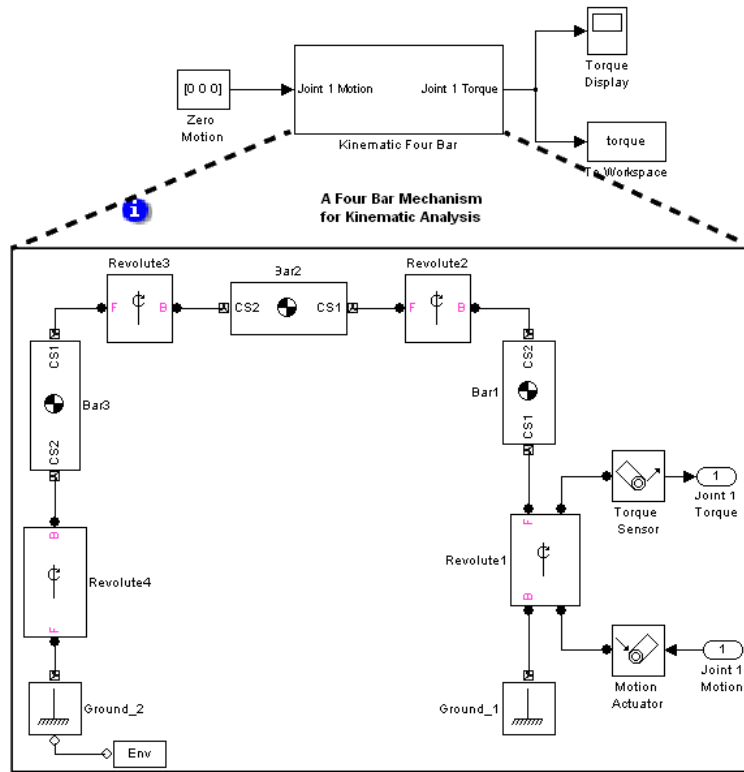 Torque
Display
[0 0 0]
Joint 1 Motion
Joint 1 Torque
Zero
Motion
Kinematic Four Bar
torque
To Workspace
i
A Four Bar Mechanism
for Kinematic Analysis
Revolute3
Bar2
Revolute2
F
B
CS2
CS1
F
B
CS1
CS2
Bar3
CS2
CS1
Bar1
B
F
Revolute4
F
B
Revolute1
Torque
Sensor
1
Joint 1
Torque
Ground_2
Env
Ground_1
Motion
Actuator
1
Joint 1
Motion